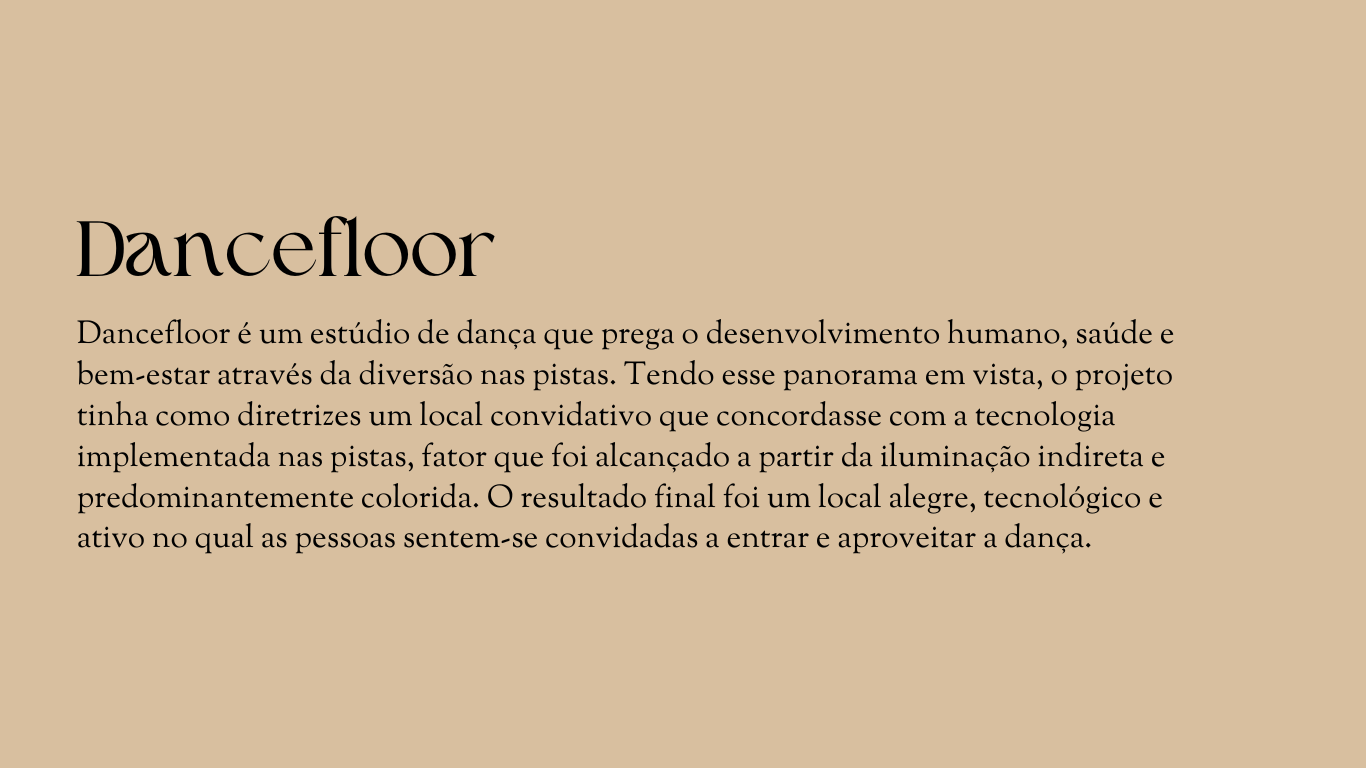 Dancefloor
Dancefloor é um estúdio de dança que prega o desenvolvimento humano, saúde e
bem-estar através da diversão nas pistas. Tendo esse panorama em vista, o projeto
tinha como diretrizes um local convidativo que concordasse com a tecnologia
implementada nas pistas, fator que foi alcançado a partir da iluminação indireta e
predominantemente colorida. O resultado final foi um local alegre, tecnológico e
ativo no qual as pessoas sentem-se convidadas a entrar e aproveitar a dança.